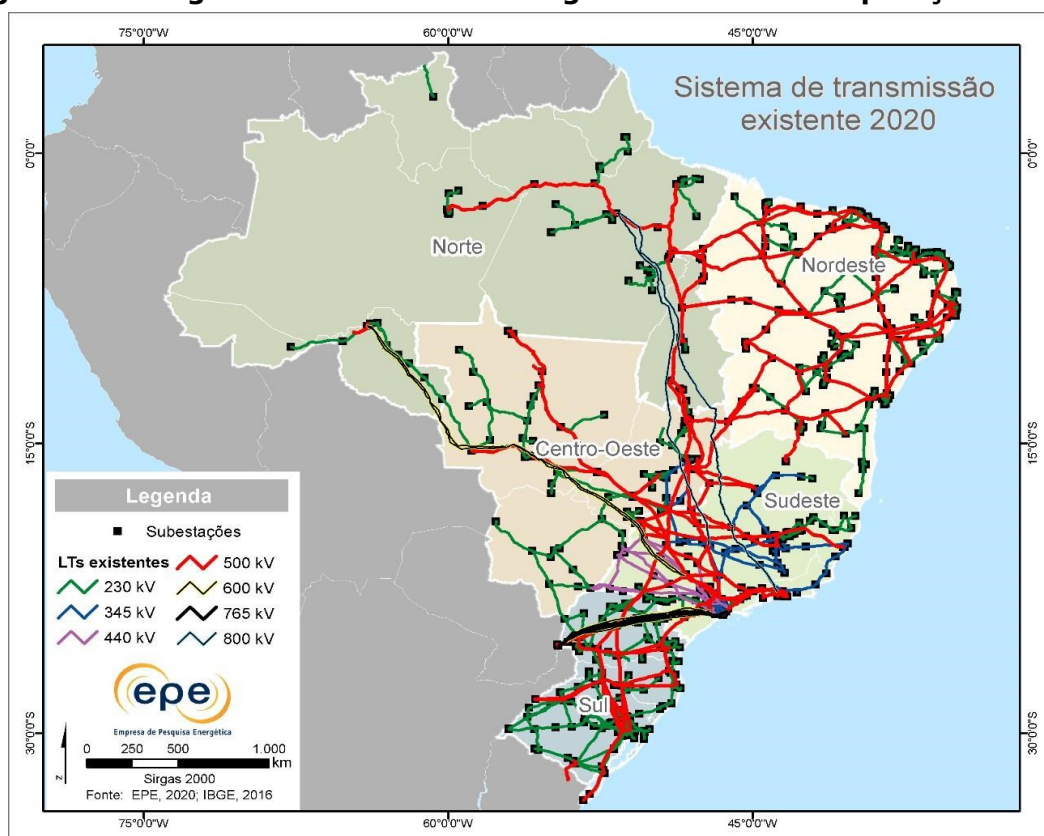 75°0'0"W 60°0'0"W 45°0'0"W
Sistema de transmissão
existente 2020
0°0'0" 0°0'0"
Norte
Nordeste
15°0'0"S 15°0'0"S
Centro-Oeste
Sudeste
Sul
30°0'0"S 30°0'0"S
Legenda
Subestações
LTs existentes
230 kV
345 kV
440 kV
500 kV
600 kV
765 kV
800 kV
epe
Empresa de Pesquisa Energética
0 250 500 1.000
km
Sirgas 2000
Fonte: EPE, 2020; IBGE, 2016
75°0'0"W 60°0'0"W 45°0'0"W